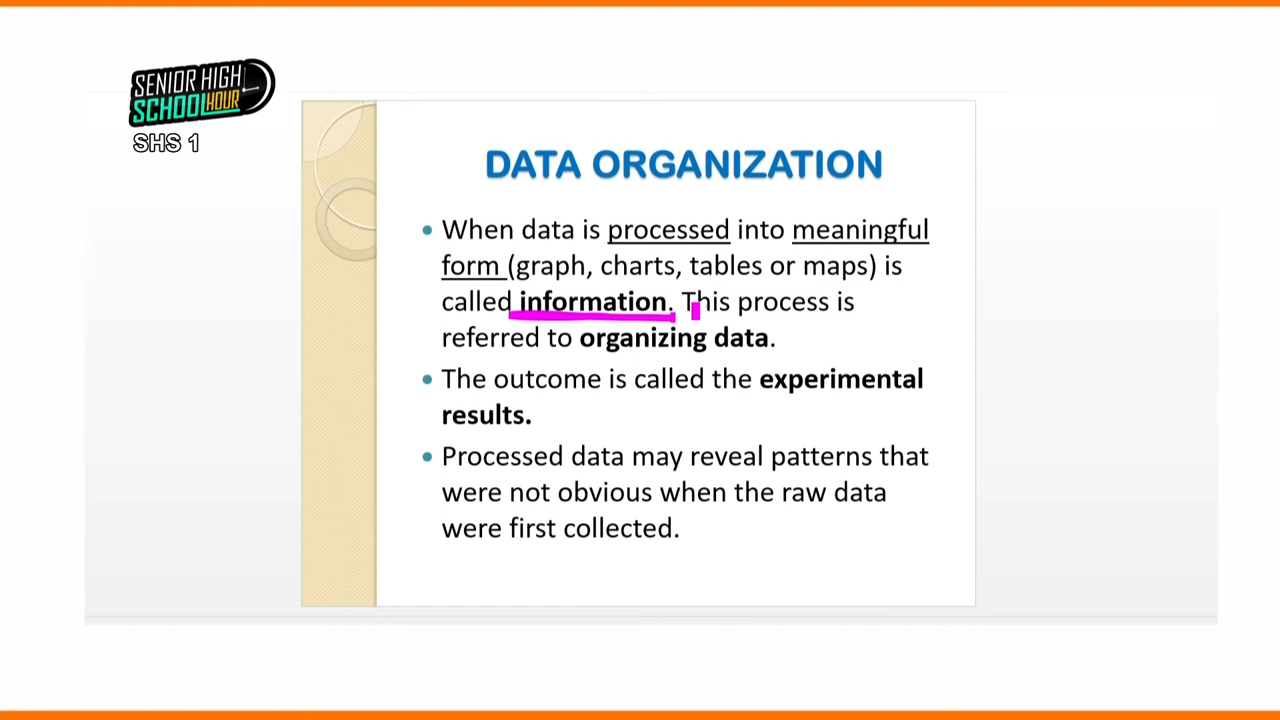 SENIOR HIGH
SCHOOL HOUR
SHS 1
DATA ORGANIZATION
• When data is processed into meaningful
form (graph, charts, tables or maps) is
called information. This process is
referred to organizing data.
• The outcome is called the experimental
results.
• Processed data may reveal patterns that
were not obvious when the raw data
were first collected.